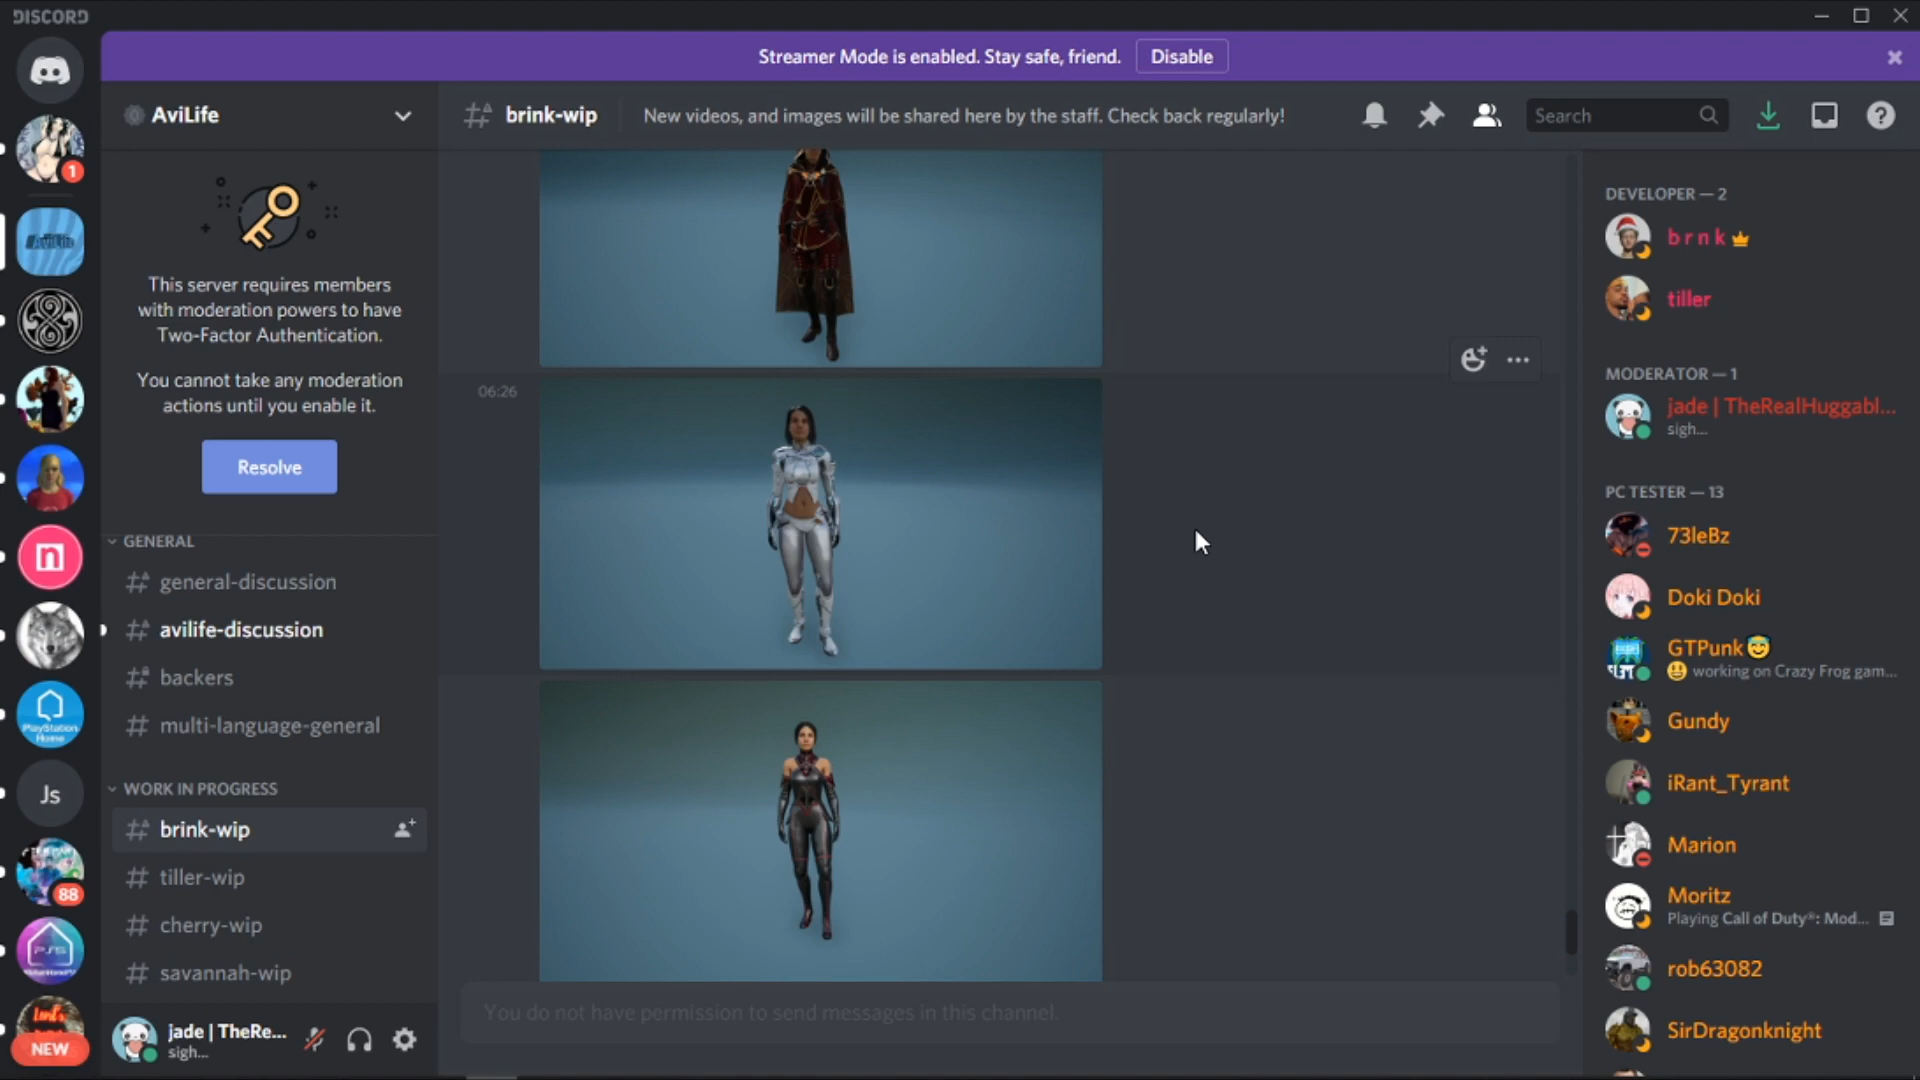 DISCORD
Streamer Mode is enabled. Stay safe, friend.
Disable
1
AviLife
88
NEW
AviLife
This server requires members
with moderation powers to have
Two-Factor Authentication.
You cannot take any moderation
actions until you enable it.
Resolve
GENERAL
general-discussion
avilife-discussion
backers
multi-language-general
WORK IN PROGRESS
brink-wip
tiller-wip
cherry-wip
savannah-wip
PlayStation
Home
Js
jade | TheRe...
sigh...
brink-wip
New videos, and images will be shared here by the staff. Check back regularly!
Search
06:26
You do not have permission to send messages in this channel.
DEVELOPER — 2
b r n k
tiller
MODERATOR — 1
jade | TheRealHuggabl...
sigh...
PC TESTER — 13
73leBz
Doki Doki
GTPunk
working on Crazy Frog gam...
Gundy
iRant_Tyrant
Marion
Moritz
Playing Call of Duty®: Mod...
rob63082
SirDragonknight